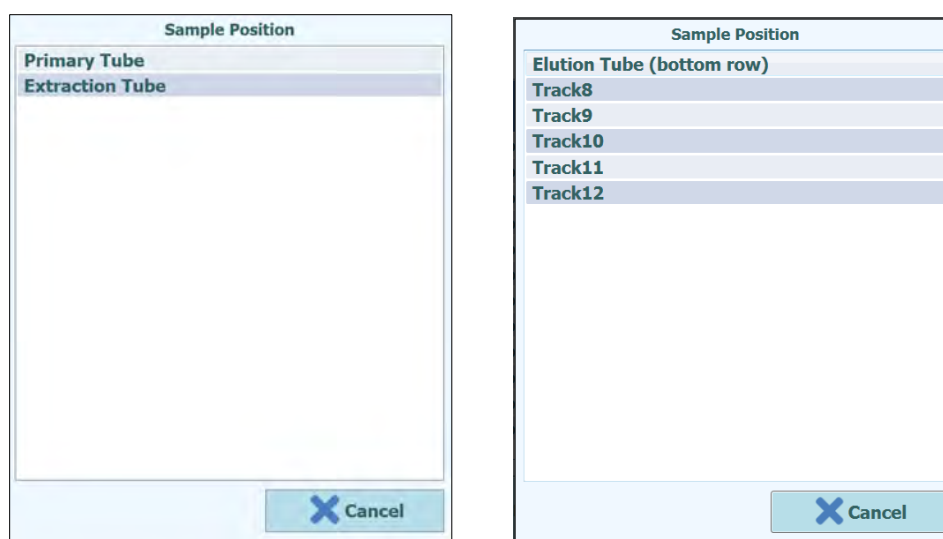 Sample Position
Primary Tube
Extraction Tube
Cancel
Sample Position
Elution Tube (bottom row)
Track8
Track9
Track10
Track11
Track12
Cancel